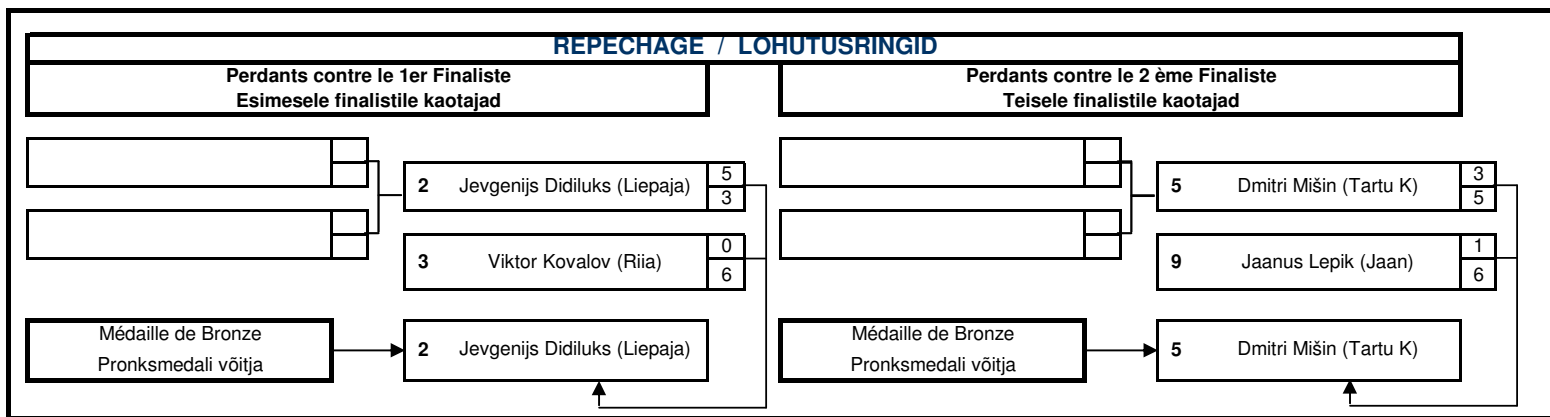 REPECHAGE / LOHUTUSRINGID
Perdants contre le 1er Finaliste
Esimesele finalistile kaotajad
Perdants contre le 2 ème Finaliste
Teisele finalistile kaotajad
2 Jevgenijs Didiluks (Liepaja) 5
3
3 Viktor Kovalov (Riia) 0
6
Médaille de Bronze
Pronksmedali võitja
2 Jevgenijs Didiluks (Liepaja)
5 Dmitri Mišin (Tartu K) 3
5
9 Jaanus Lepik (Jaan) 1
6
Médaille de Bronze
Pronksmedali võitja
5 Dmitri Mišin (Tartu K)